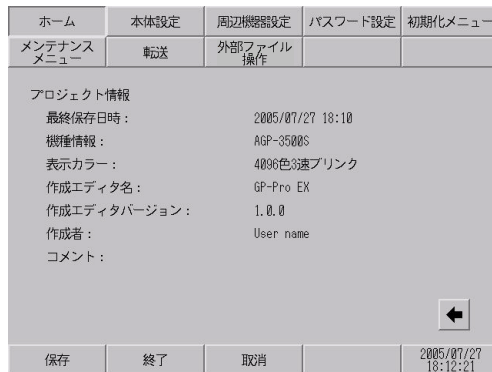 ホーム 本体設定 周辺機器設定 パスワード設定 初期化メニュー
メンテナンス
メニュー 転送 外部ファイル
操作
プロジェクト情報
最終保存日時： 2005/07/27 18:10
機種情報： AGP-3500S
表示カラー： 4096色3速ブリンク
作成エディタ名： GP-Pro EX
作成エディタバージョン： 1.0.0
作成者： User name
コメント：
保存 終了 取消 2005/07/27
18:12:21